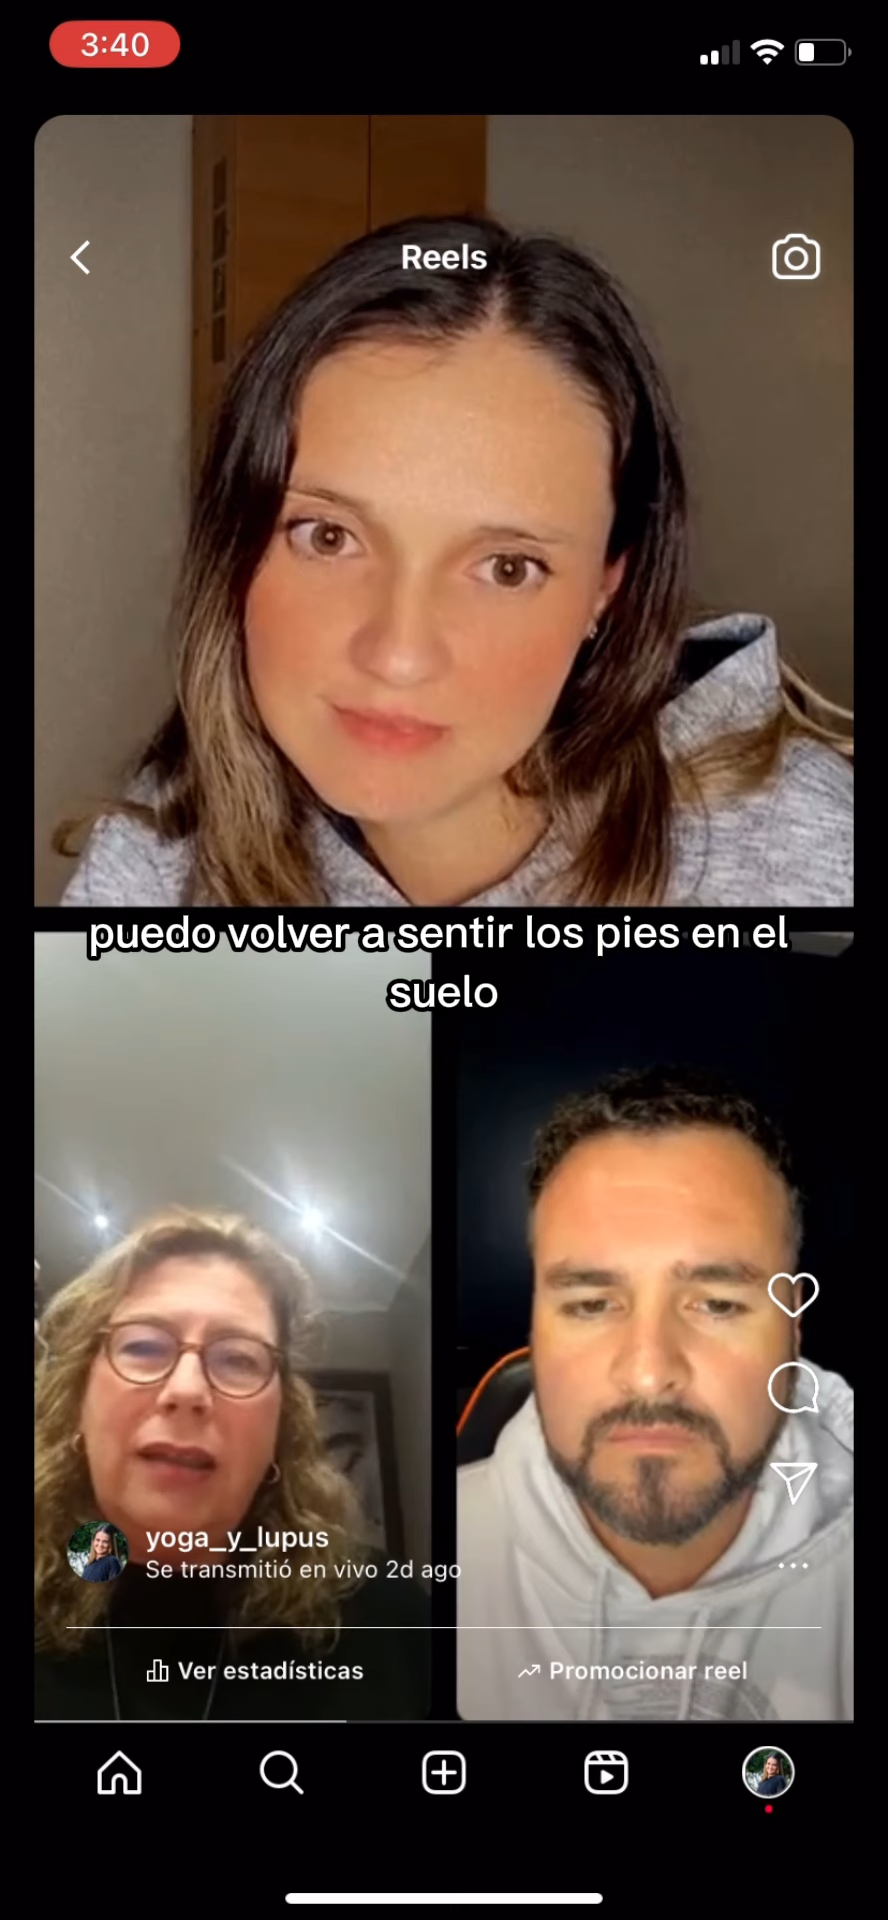 3:40
Reels
puedo volver a sentir los pies en el
suelo
yoga_y_lupus
Se transmitió en vivo 2d ago
Ver estadísticas
Promocionar reel